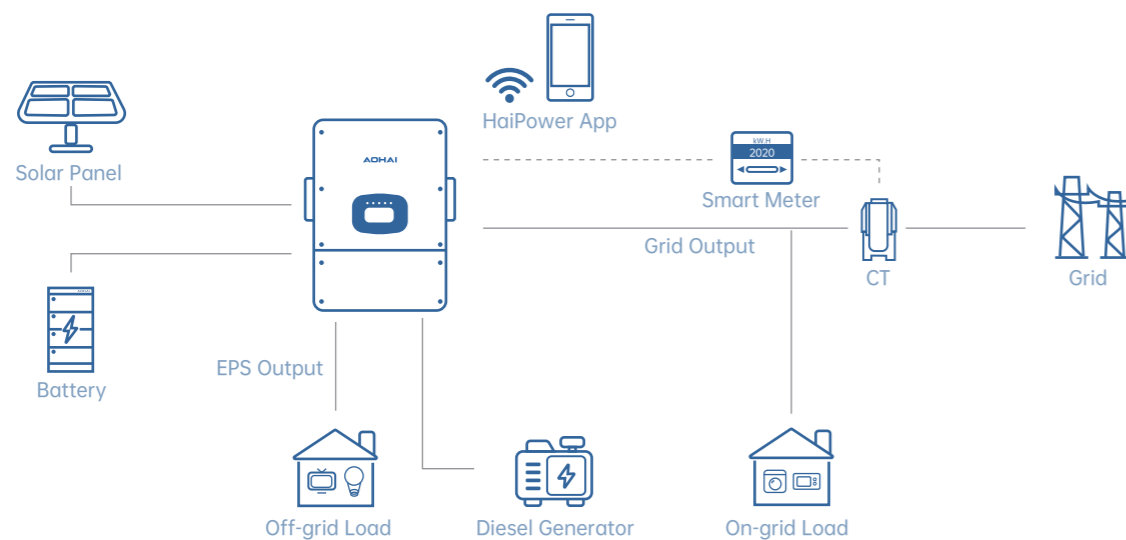 HaiPower App
Solar Panel
AOHAI
kW.H
2020
Smart Meter
Grid Output
CT
Grid
Battery
EPS Output
Off-grid Load
Diesel Generator
On-grid Load